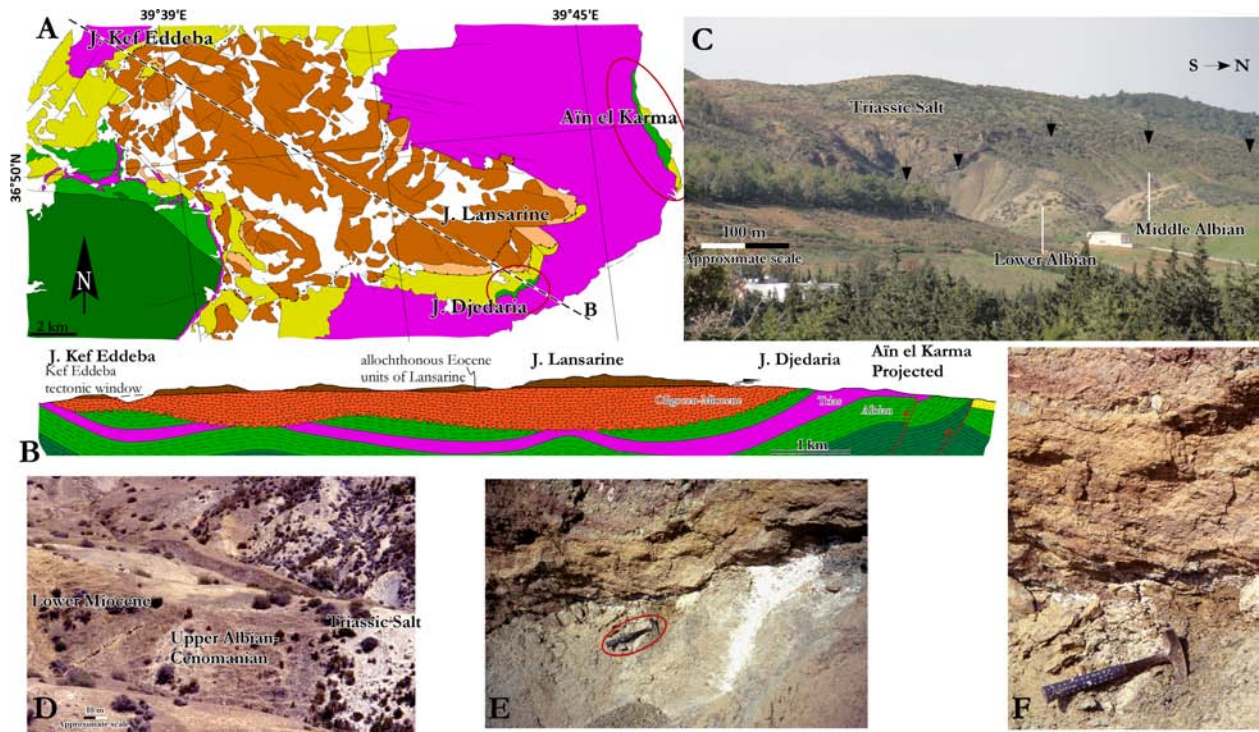 A
39°39'E
39°45'E
J. Kef Eddeba
Aïn el Karma
36°50'N
J. Lansarine
N
J. Djedaria
B
2 km
C
S → N
Triassic Salt
100 m
Approximate scale
Middle Albian
Lower Albian
J. Kef Eddeba
Kef Eddeba
tectonic window
allochthonous Eocene
units of Lansarine
J. Lansarine
J. Djedaria
Aïn el Karma
Projected
Trias
Albian
1 km
B
Lower Miocene
Upper Albian-
Cenomanian
Triassic Salt
D
10 m
Approximate scale
E
F